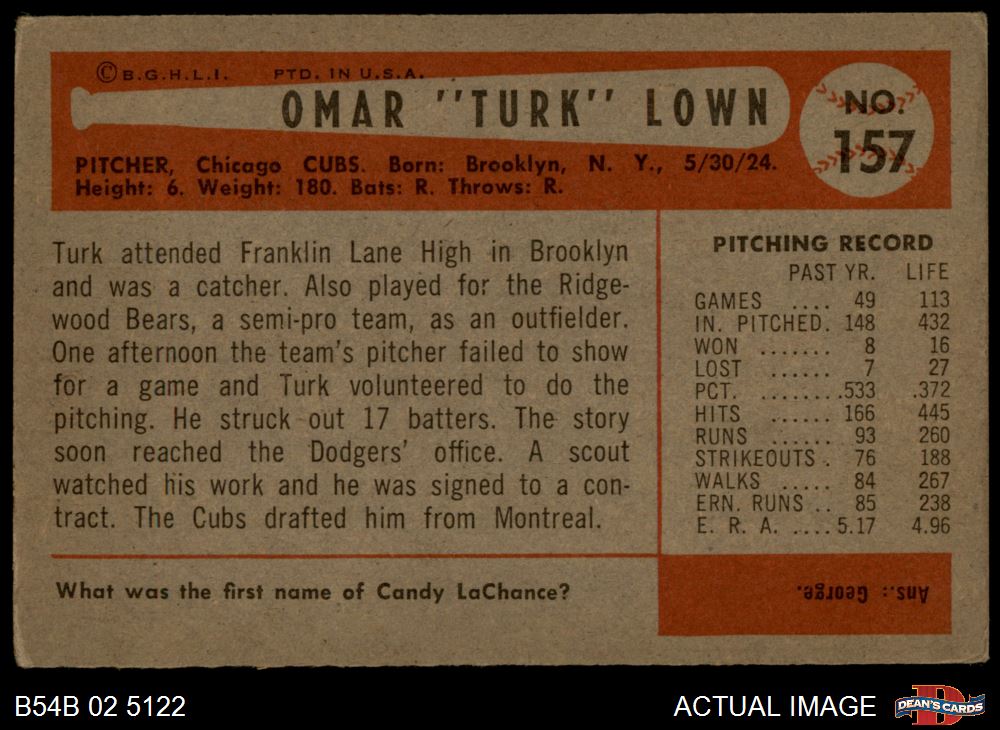 © B.G.H.L.I. PTD. IN U.S.A.
OMAR "TURK" LOWN
NO.
157
PITCHER, Chicago CUBS. Born: Brooklyn, N. Y., 5/30/24.
Height: 6. Weight: 180. Bats: R. Throws: R.
Turk attended Franklin Lane High in Brooklyn
and was a catcher. Also played for the Ridge-
wood Bears, a semi-pro team, as an outfielder.
One afternoon the team's pitcher failed to show
for a game and Turk volunteered to do the
pitching. He struck out 17 batters. The story
soon reached the Dodgers' office. A scout
watched his work and he was signed to a con-
tract. The Cubs drafted him from Montreal.
PITCHING RECORD
PAST YR. LIFE
GAMES .... 49 113
IN. PITCHED. 148 432
WON ....... 8 16
LOST ...... 7 27
PCT. ........533 .372
HITS ...... 166 445
RUNS ...... 93 260
STRIKEOUTS . 76 188
WALKS ..... 84 267
ERN. RUNS .. 85 238
E. R. A. ....5.17 4.96
What was the first name of Candy LaChance?
Ans.: George.
B54B 02 5122
ACTUAL IMAGE
D
DEAN'S CARDS